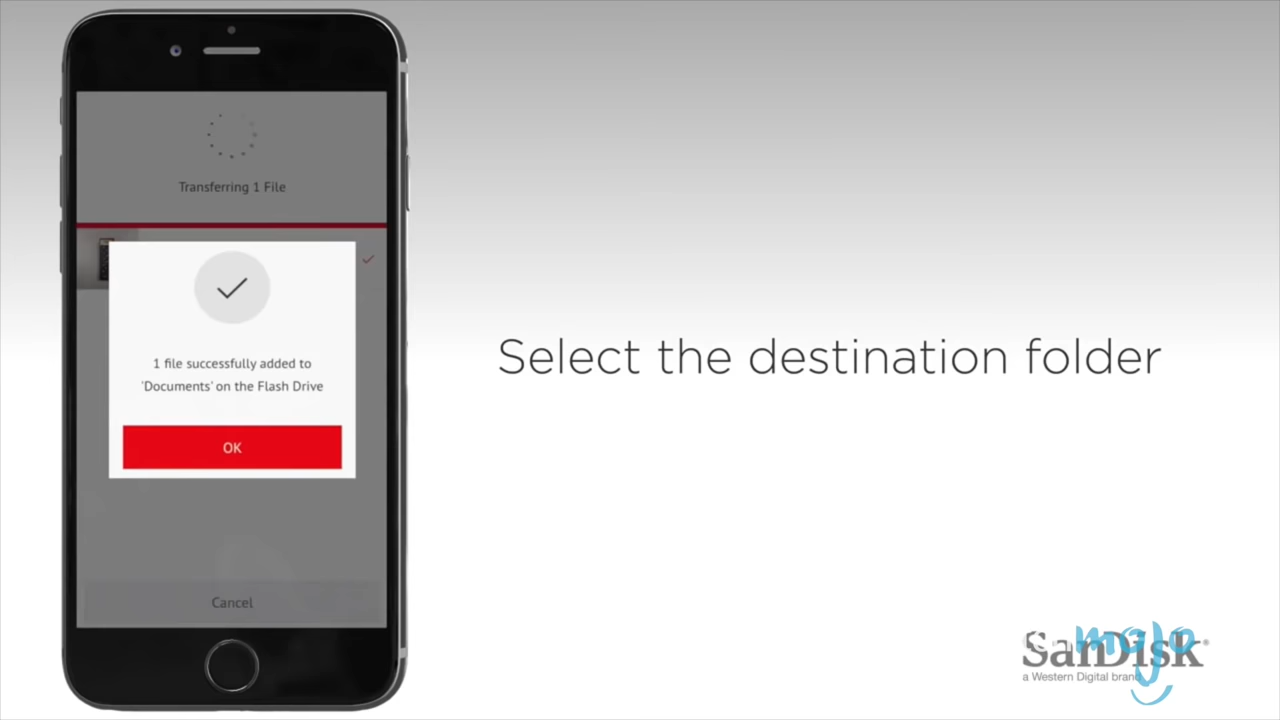 Transferring 1 File
1 file successfully added to
'Documents' on the Flash Drive
OK
Cancel
Select the destination folder
SanDisk®
a Western Digital brand
mojo